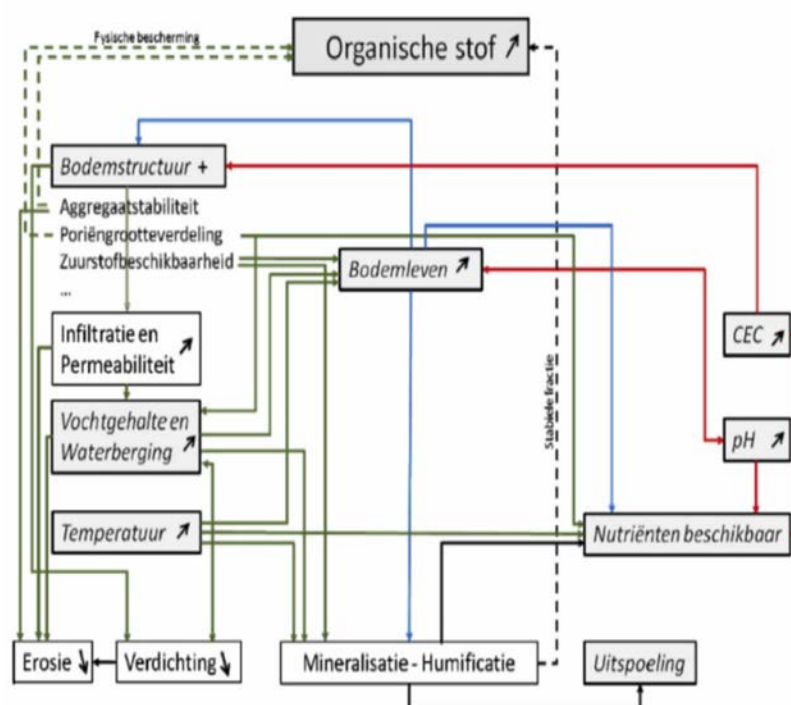 Fysische bescherming
Organische stof
Bodemstructuur +
Aggregaatstabiliteit
Poriëngrootteverdeling
Zuurstofbeschikbaarheid
...
Bodemleven
Infiltratie en
Permeabiliteit
CEC
Stabiele fractie
Vochtgehalte en
Waterberging
pH
Temperatuur
Nutriënten beschikbaar
Erosie
Verdichting
Mineralisatie - Humificatie
Uitspoeling